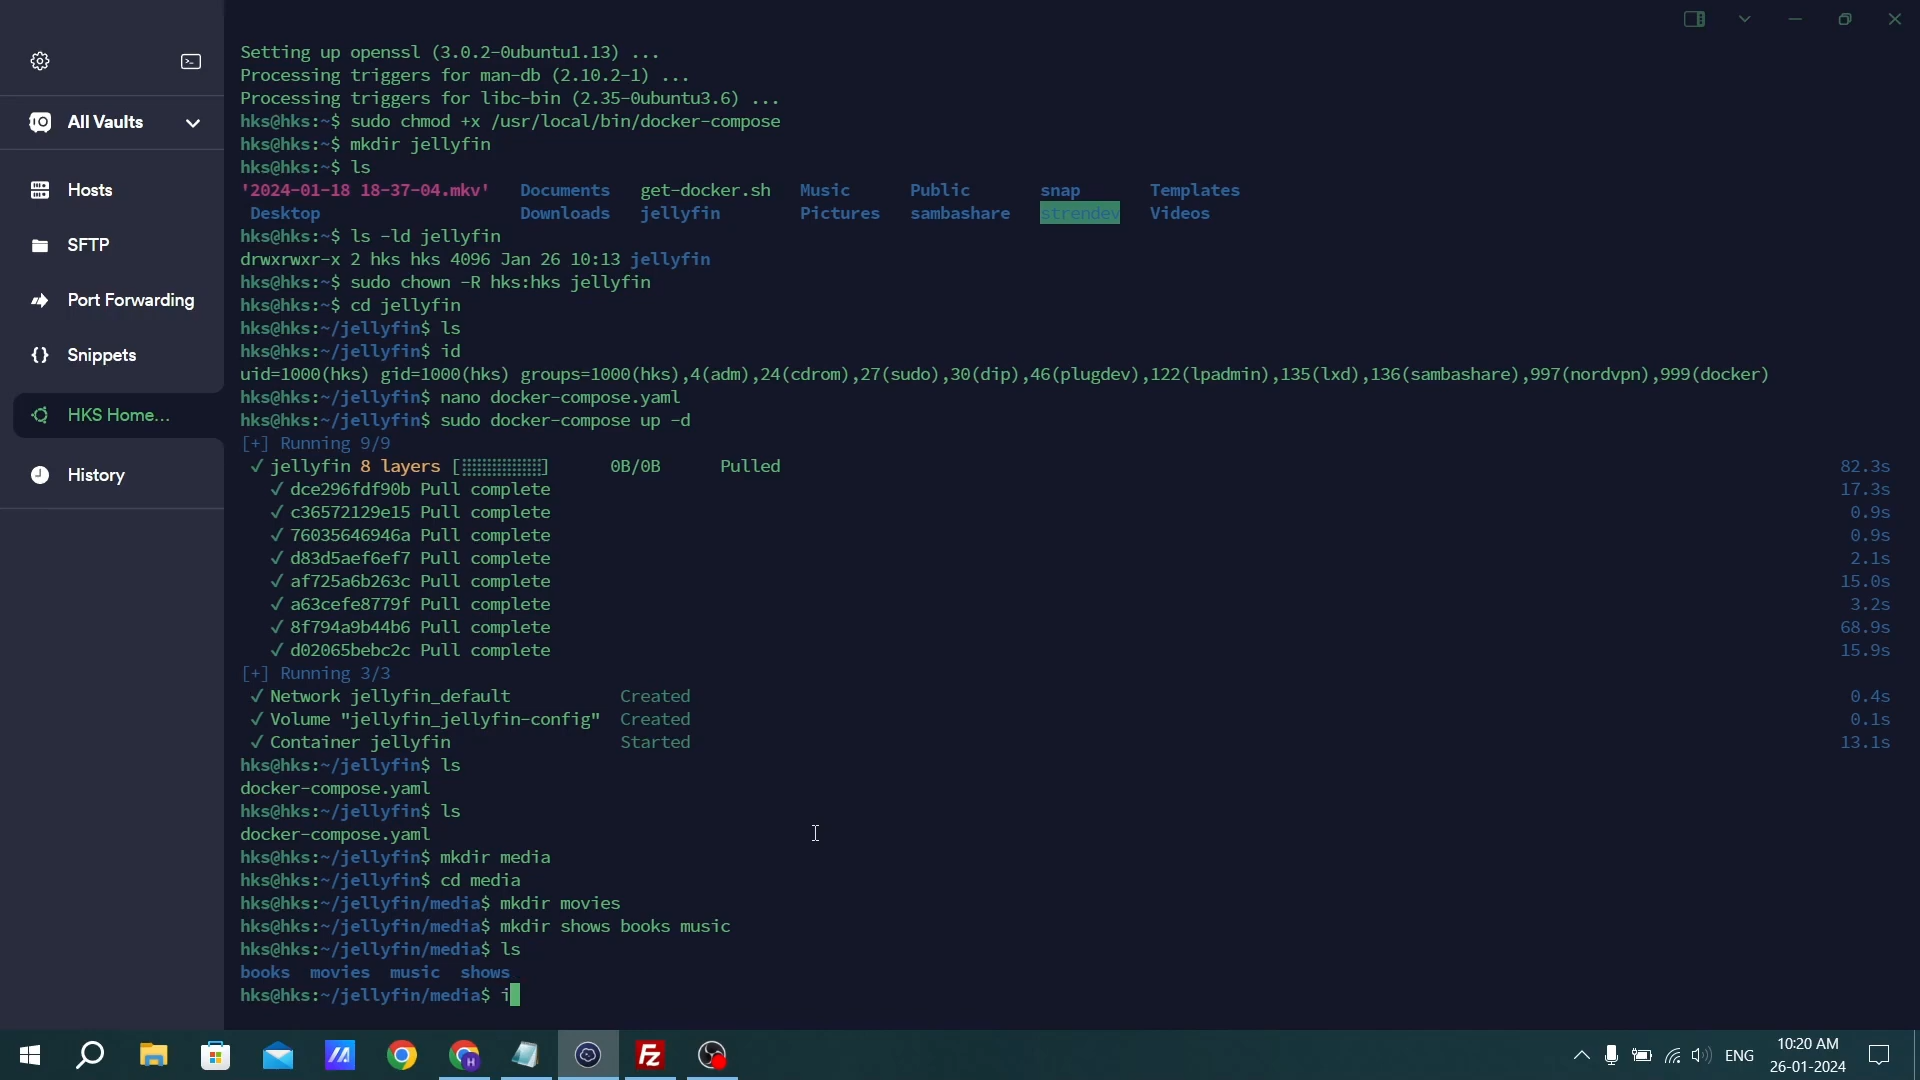 Setting up openssl (3.0.2-0ubuntu1.13) ...
Processing triggers for man-db (2.10.2-1) ...
Processing triggers for libc-bin (2.35-0ubuntu3.6) ...
hks@hks:~$ sudo chmod +x /usr/local/bin/docker-compose
hks@hks:~$ mkdir jellyfin
hks@hks:~$ ls
'2024-01-18 18-37-04.mkv' Documents get-docker.sh Music Public snap Templates
Desktop Downloads jellyfin Pictures sambashare strendev Videos
hks@hks:~$ ls -ld jellyfin
drwxrwxr-x 2 hks hks 4096 Jan 26 10:13 jellyfin
hks@hks:~$ sudo chown -R hks:hks jellyfin
hks@hks:~$ cd jellyfin
hks@hks:~/jellyfin$ ls
hks@hks:~/jellyfin$ id
uid=1000(hks) gid=1000(hks) groups=1000(hks),4(adm),24(cdrom),27(sudo),30(dip),46(plugdev),122(lpadmin),135(lxd),136(sambashare),997(nordvpn),999(docker)
hks@hks:~/jellyfin$ nano docker-compose.yaml
hks@hks:~/jellyfin$ sudo docker-compose up -d
[+] Running 9/9
✓ jellyfin 8 layers [⣿⣿⣿⣿⣿⣿⣿⣿] 0B/0B Pulled 82.3s
✓ dce296fdf90b Pull complete 17.3s
✓ c36572129e15 Pull complete 0.9s
✓ 76035646946a Pull complete 0.9s
✓ d83d5aef6ef7 Pull complete 2.1s
✓ af725a6b263c Pull complete 15.0s
✓ a63cefe8779f Pull complete 3.2s
✓ 8f794a9b44b6 Pull complete 68.9s
✓ d02065bebc2c Pull complete 15.9s
[+] Running 3/3
✓ Network jellyfin_default Created 0.4s
✓ Volume "jellyfin_jellyfin-config" Created 0.1s
✓ Container jellyfin Started 13.1s
hks@hks:~/jellyfin$ ls
docker-compose.yaml
hks@hks:~/jellyfin$ ls
docker-compose.yaml
hks@hks:~/jellyfin$ mkdir media
hks@hks:~/jellyfin$ cd media
hks@hks:~/jellyfin/media$ mkdir movies
hks@hks:~/jellyfin/media$ mkdir shows books music
hks@hks:~/jellyfin/media$ ls
books movies music shows
hks@hks:~/jellyfin/media$ i
All Vaults
Hosts
SFTP
Port Forwarding
Snippets
HKS Home...
History
ENG
10:20 AM
26-01-2024